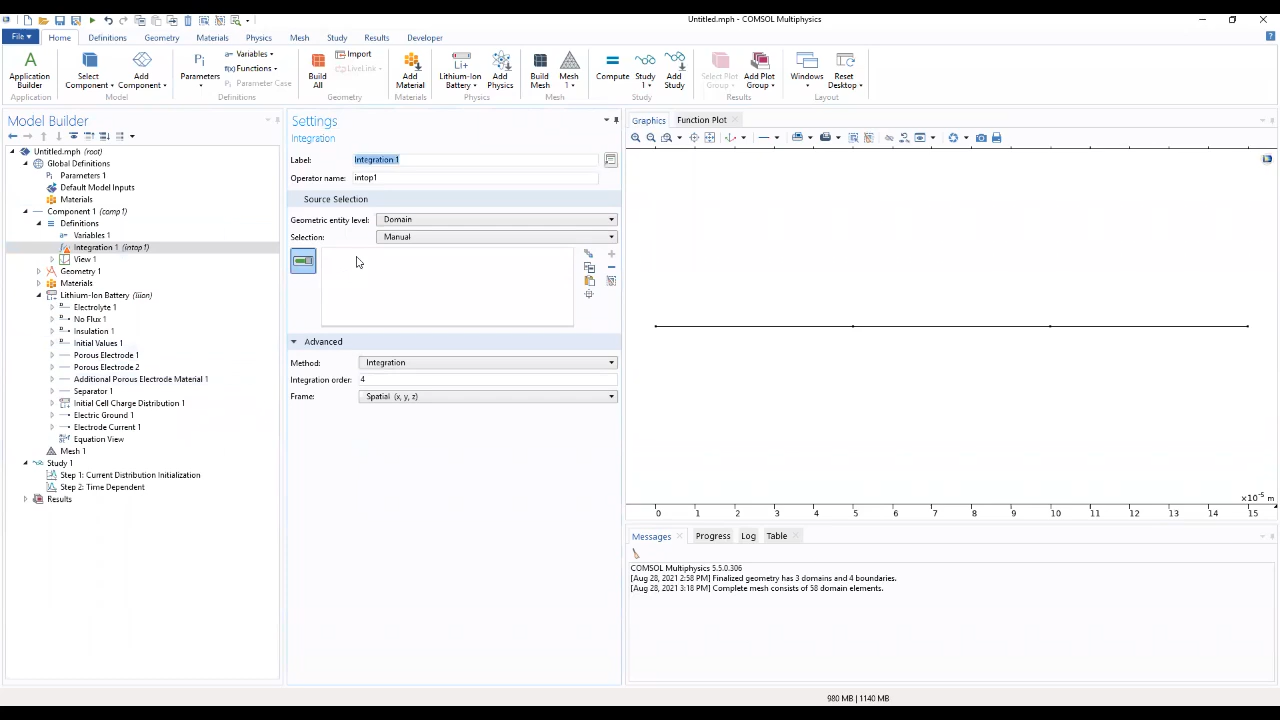 Untitled.mph - COMSOL Multiphysics
File Home Definitions Geometry Materials Physics Mesh Study Results Developer
Application Builder
Application
Select Component
Add Component
Model
Pi
Parameters
a= Variables
f(x) Functions
Parameter Case
Definitions
Build All
Import
LiveLink
Geometry
Add Material
Materials
Li+
Lithium-Ion Battery
Add Physics
Physics
Build Mesh
Mesh 1
Mesh
Compute
Study 1
Add Study
Study
Select Plot Group
Add Plot Group
Results
Windows
Reset Desktop
Layout
Model Builder
Untitled.mph (root)
Global Definitions
Pi Parameters 1
Default Model Inputs
Materials
Component 1 (comp1)
Definitions
a= Variables 1
Integration 1 (intop1)
View 1
Geometry 1
Materials
Lithium-Ion Battery (liion)
Electrolyte 1
No Flux 1
Insulation 1
Initial Values 1
Porous Electrode 1
Porous Electrode 2
Additional Porous Electrode Material 1
Separator 1
Initial Cell Charge Distribution 1
Electric Ground 1
Electrode Current 1
Equation View
Mesh 1
Study 1
Step 1: Current Distribution Initialization
Step 2: Time Dependent
Results
Settings
Integration
Label: Integration 1
Operator name: intop1
Source Selection
Geometric entity level: Domain
Selection: Manual
Advanced
Method: Integration
Integration order: 4
Frame: Spatial (x, y, z)
Graphics Function Plot
×10⁻⁵ m
0 1 2 3 4 5 6 7 8 9 10 11 12 13 14 15
Messages Progress Log Table
COMSOL Multiphysics 5.5.0.306
[Aug 28, 2021 2:58 PM] Finalized geometry has 3 domains and 4 boundaries.
[Aug 28, 2021 3:18 PM] Complete mesh consists of 58 domain elements.
980 MB | 1140 MB